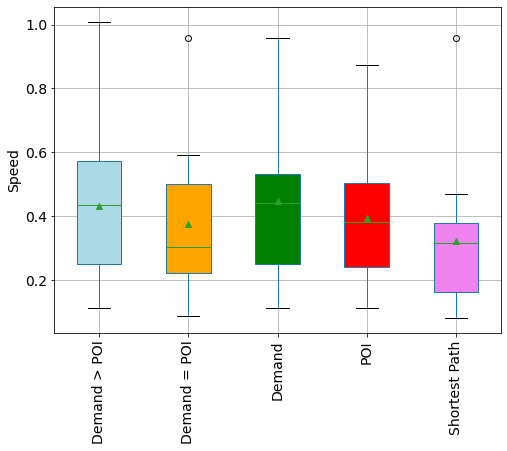 1.0
0.8
0.6
0.4
0.2
Speed
Demand > POI
Demand = POI
Demand
POI
Shortest Path